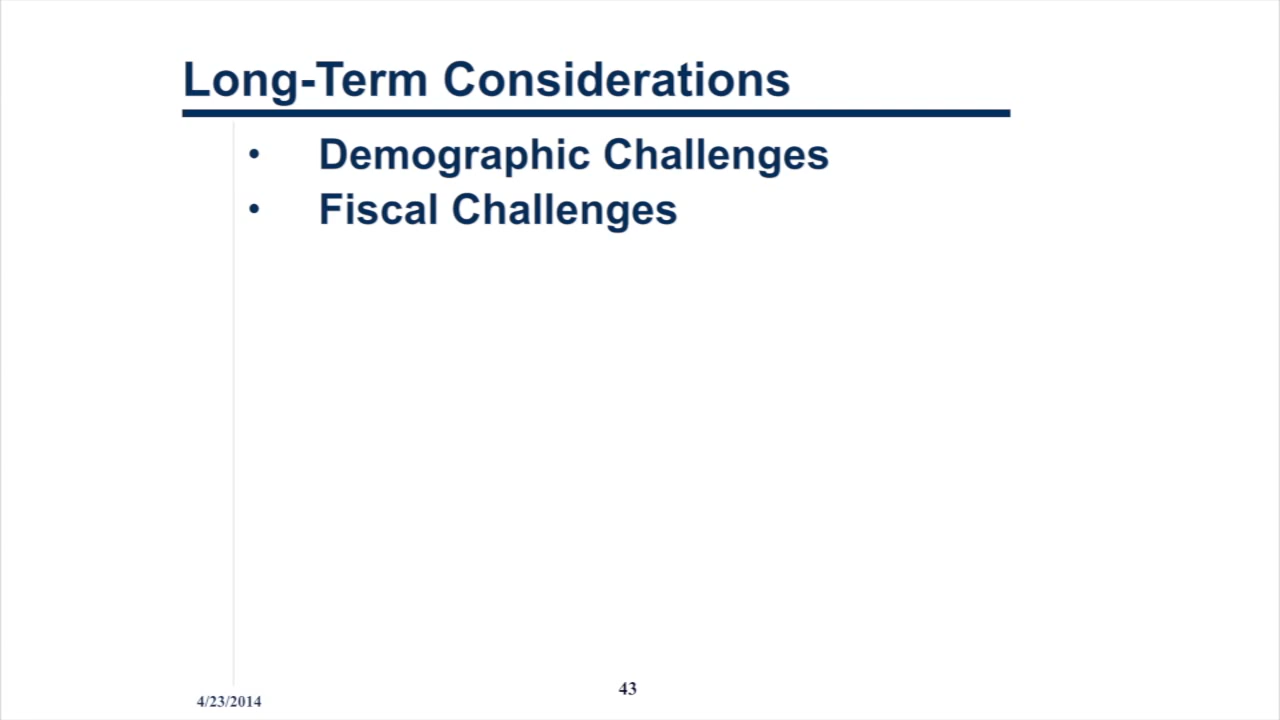 Long-Term Considerations
• Demographic Challenges
• Fiscal Challenges
43
4/23/2014